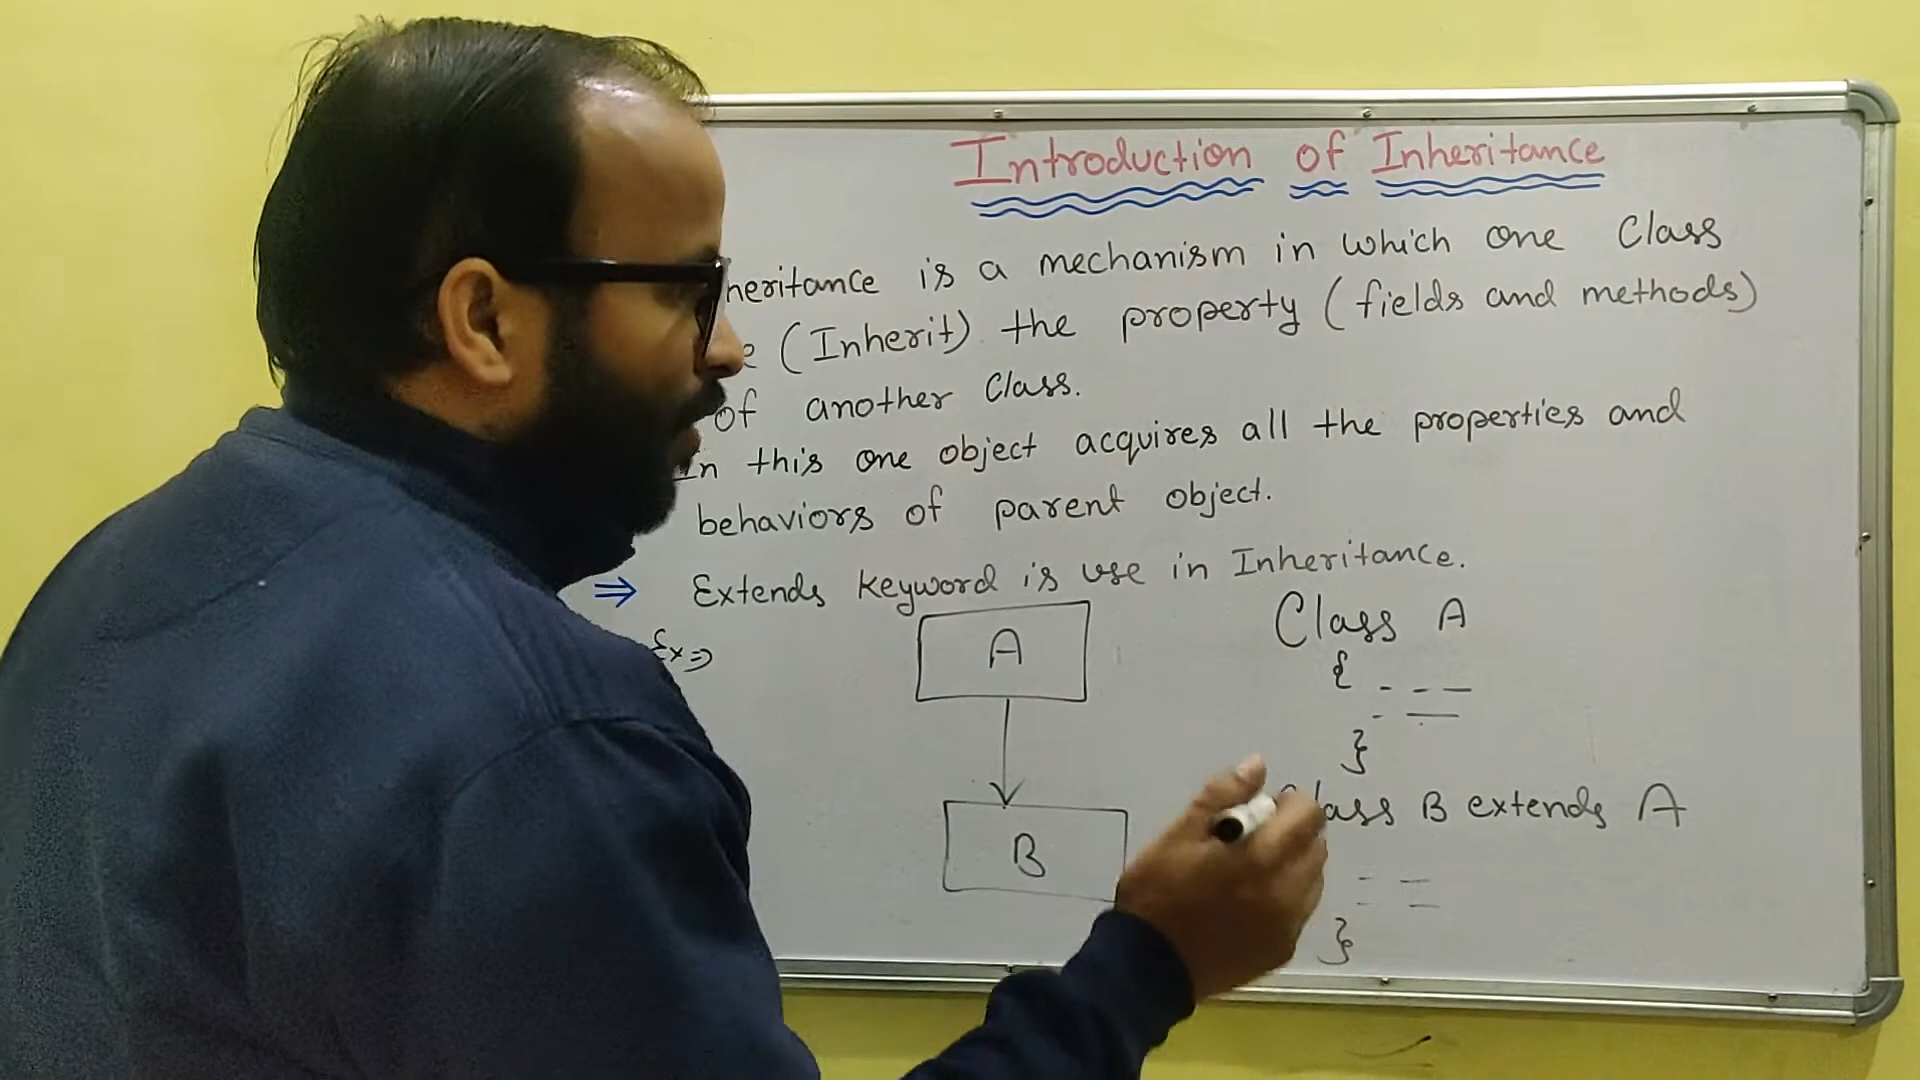 Introduction of Inheritance
heritance is a mechanism in which one Class
e (Inherit) the property (fields and methods)
of another Class.
In this one object acquires all the properties and
behaviors of parent object.
⇒ Extends keyword is use in Inheritance.
Ex⇒
A
Class A
{ - - —
- —
}
Class B extends A
B
- —
- —
}